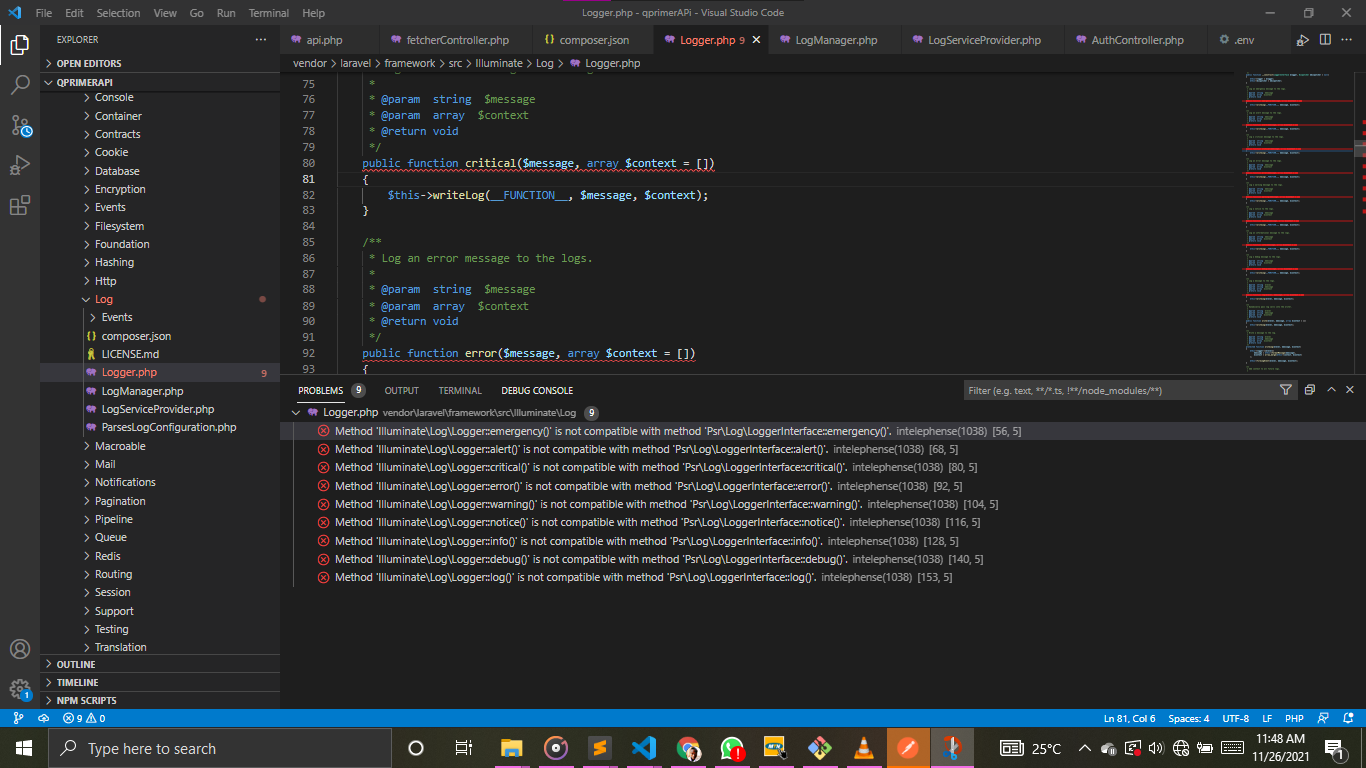 File Edit Selection View Go Run Terminal Help
Logger.php - qprimerAPi - Visual Studio Code
EXPLORER
api.php fetcherController.php composer.json Logger.php 9 LogManager.php LogServiceProvider.php AuthController.php .env
OPEN EDITORS
vendor > laravel > framework > src > Illuminate > Log > Logger.php
QPRIMERAPI
Console
Container
Contracts
Cookie
Database
Encryption
Events
Filesystem
Foundation
Hashing
Http
Log
Events
composer.json
LICENSE.md
Logger.php 9
LogManager.php
LogServiceProvider.php
ParsesLogConfiguration.php
Macroable
Mail
Notifications
Pagination
Pipeline
Queue
Redis
Routing
Session
Support
Testing
Translation
OUTLINE
TIMELINE
NPM SCRIPTS
75 *
76 * @param string $message
77 * @param array $context
78 * @return void
79 */
80 public function critical($message, array $context = [])
81 {
82 $this->writeLog(__FUNCTION__, $message, $context);
83 }
84
85 /**
86 * Log an error message to the logs.
87 *
88 * @param string $message
89 * @param array $context
90 * @return void
91 */
92 public function error($message, array $context = [])
93 {
PROBLEMS 9 OUTPUT TERMINAL DEBUG CONSOLE
Filter (e.g. text, **/*.ts, !**/node_modules/**)
Logger.php vendor\laravel\framework\src\Illuminate\Log 9
Method 'Illuminate\Log\Logger::emergency()' is not compatible with method 'Psr\Log\LoggerInterface::emergency()'. intelephense(1038) [56, 5]
Method 'Illuminate\Log\Logger::alert()' is not compatible with method 'Psr\Log\LoggerInterface::alert()'. intelephense(1038) [68, 5]
Method 'Illuminate\Log\Logger::critical()' is not compatible with method 'Psr\Log\LoggerInterface::critical()'. intelephense(1038) [80, 5]
Method 'Illuminate\Log\Logger::error()' is not compatible with method 'Psr\Log\LoggerInterface::error()'. intelephense(1038) [92, 5]
Method 'Illuminate\Log\Logger::warning()' is not compatible with method 'Psr\Log\LoggerInterface::warning()'. intelephense(1038) [104, 5]
Method 'Illuminate\Log\Logger::notice()' is not compatible with method 'Psr\Log\LoggerInterface::notice()'. intelephense(1038) [116, 5]
Method 'Illuminate\Log\Logger::info()' is not compatible with method 'Psr\Log\LoggerInterface::info()'. intelephense(1038) [128, 5]
Method 'Illuminate\Log\Logger::debug()' is not compatible with method 'Psr\Log\LoggerInterface::debug()'. intelephense(1038) [140, 5]
Method 'Illuminate\Log\Logger::log()' is not compatible with method 'Psr\Log\LoggerInterface::log()'. intelephense(1038) [153, 5]
1
9 0
Ln 81, Col 6 Spaces: 4 UTF-8 LF PHP
Type here to search
MTN
25°C
11:48 AM
11/26/2021
1